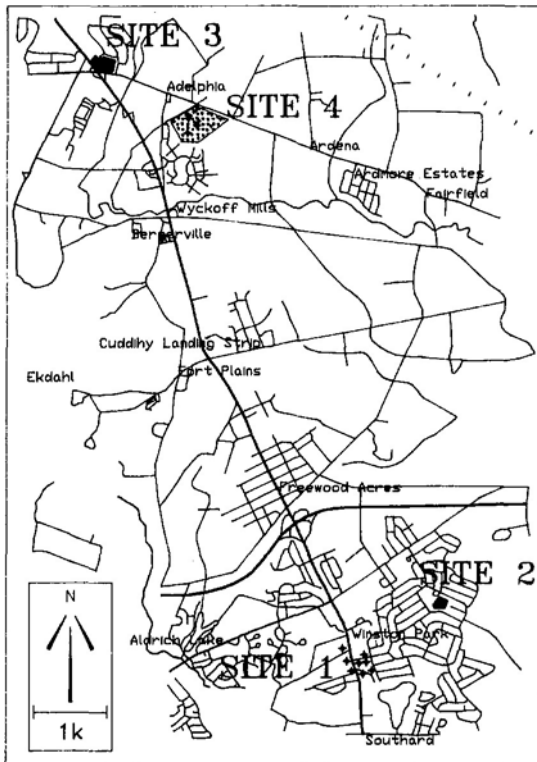 SITE 3
Adelphia
SITE 4
Ardena
Ardmore Estates
Fairfield
Wyckoff Mills
Bergerville
Cuddihy Landing Strip
Fort Plains
Ekdahl
Freewood Acres
SITE 2
N
Aldrich Lake
Winston Park
SITE 1
1k
Southard